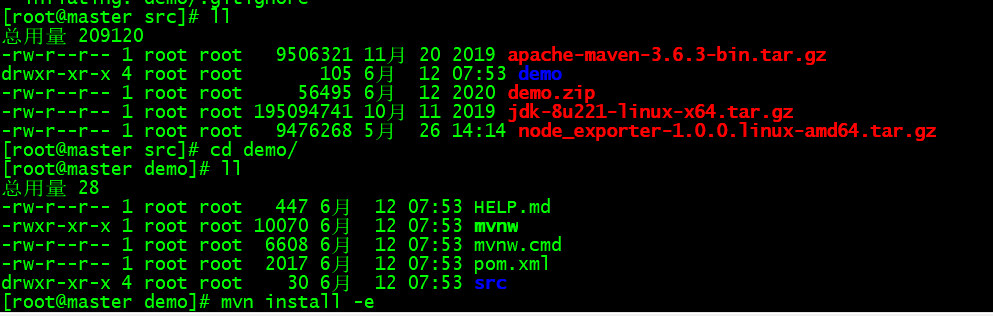 inflating: demo/.gitignore
[root@master src]# ll
总用量 209120
-rw-r--r-- 1 root root   9506321 11月 20 2019 apache-maven-3.6.3-bin.tar.gz
drwxr-xr-x 4 root root       105 6月  12 07:53 demo
-rw-r--r-- 1 root root     56495 6月  12 2020 demo.zip
-rw-r--r-- 1 root root 195094741 10月 11 2019 jdk-8u221-linux-x64.tar.gz
-rw-r--r-- 1 root root   9476268 5月  26 14:14 node_exporter-1.0.0.linux-amd64.tar.gz
[root@master src]# cd demo/
[root@master demo]# ll
总用量 28
-rw-r--r-- 1 root root   447 6月  12 07:53 HELP.md
-rwxr-xr-x 1 root root 10070 6月  12 07:53 mvnw
-rw-r--r-- 1 root root  6608 6月  12 07:53 mvnw.cmd
-rw-r--r-- 1 root root  2017 6月  12 07:53 pom.xml
drwxr-xr-x 4 root root    30 6月  12 07:53 src
[root@master demo]# mvn install -e